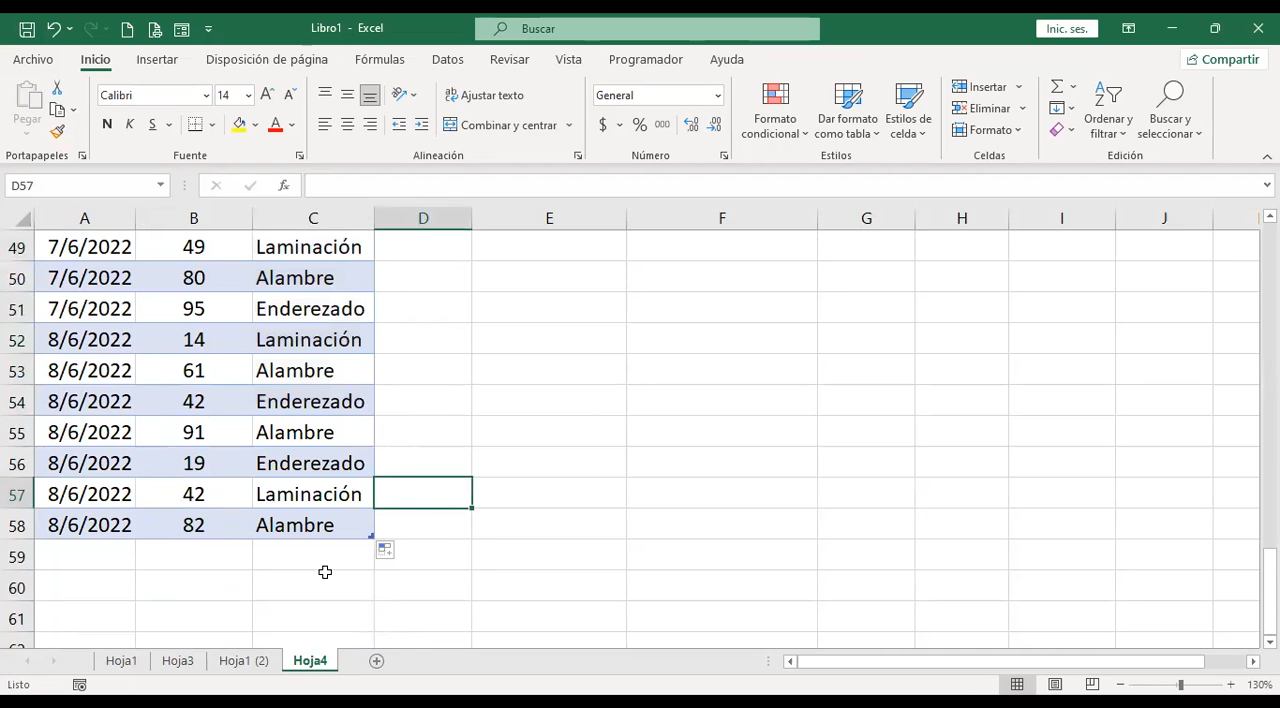 Libro1 - Excel
Buscar
Inic. ses.
Archivo Inicio Insertar Disposición de página Fórmulas Datos Revisar Vista Programador Ayuda
Compartir
Pegar
Calibri 14
N K S
Ajustar texto
Combinar y centrar
General
$ % 000
Formato condicional
Dar formato como tabla
Estilos de celda
Insertar
Eliminar
Formato
Ordenar y filtrar
Buscar y seleccionar
Portapapeles Fuente Alineación Número Estilos Celdas Edición
D57 fx
A B C D E F G H I J
49 7/6/2022 49 Laminación
50 7/6/2022 80 Alambre
51 7/6/2022 95 Enderezado
52 8/6/2022 14 Laminación
53 8/6/2022 61 Alambre
54 8/6/2022 42 Enderezado
55 8/6/2022 91 Alambre
56 8/6/2022 19 Enderezado
57 8/6/2022 42 Laminación
58 8/6/2022 82 Alambre
59
60
61
Hoja1 Hoja3 Hoja1 (2) Hoja4
Listo 130%